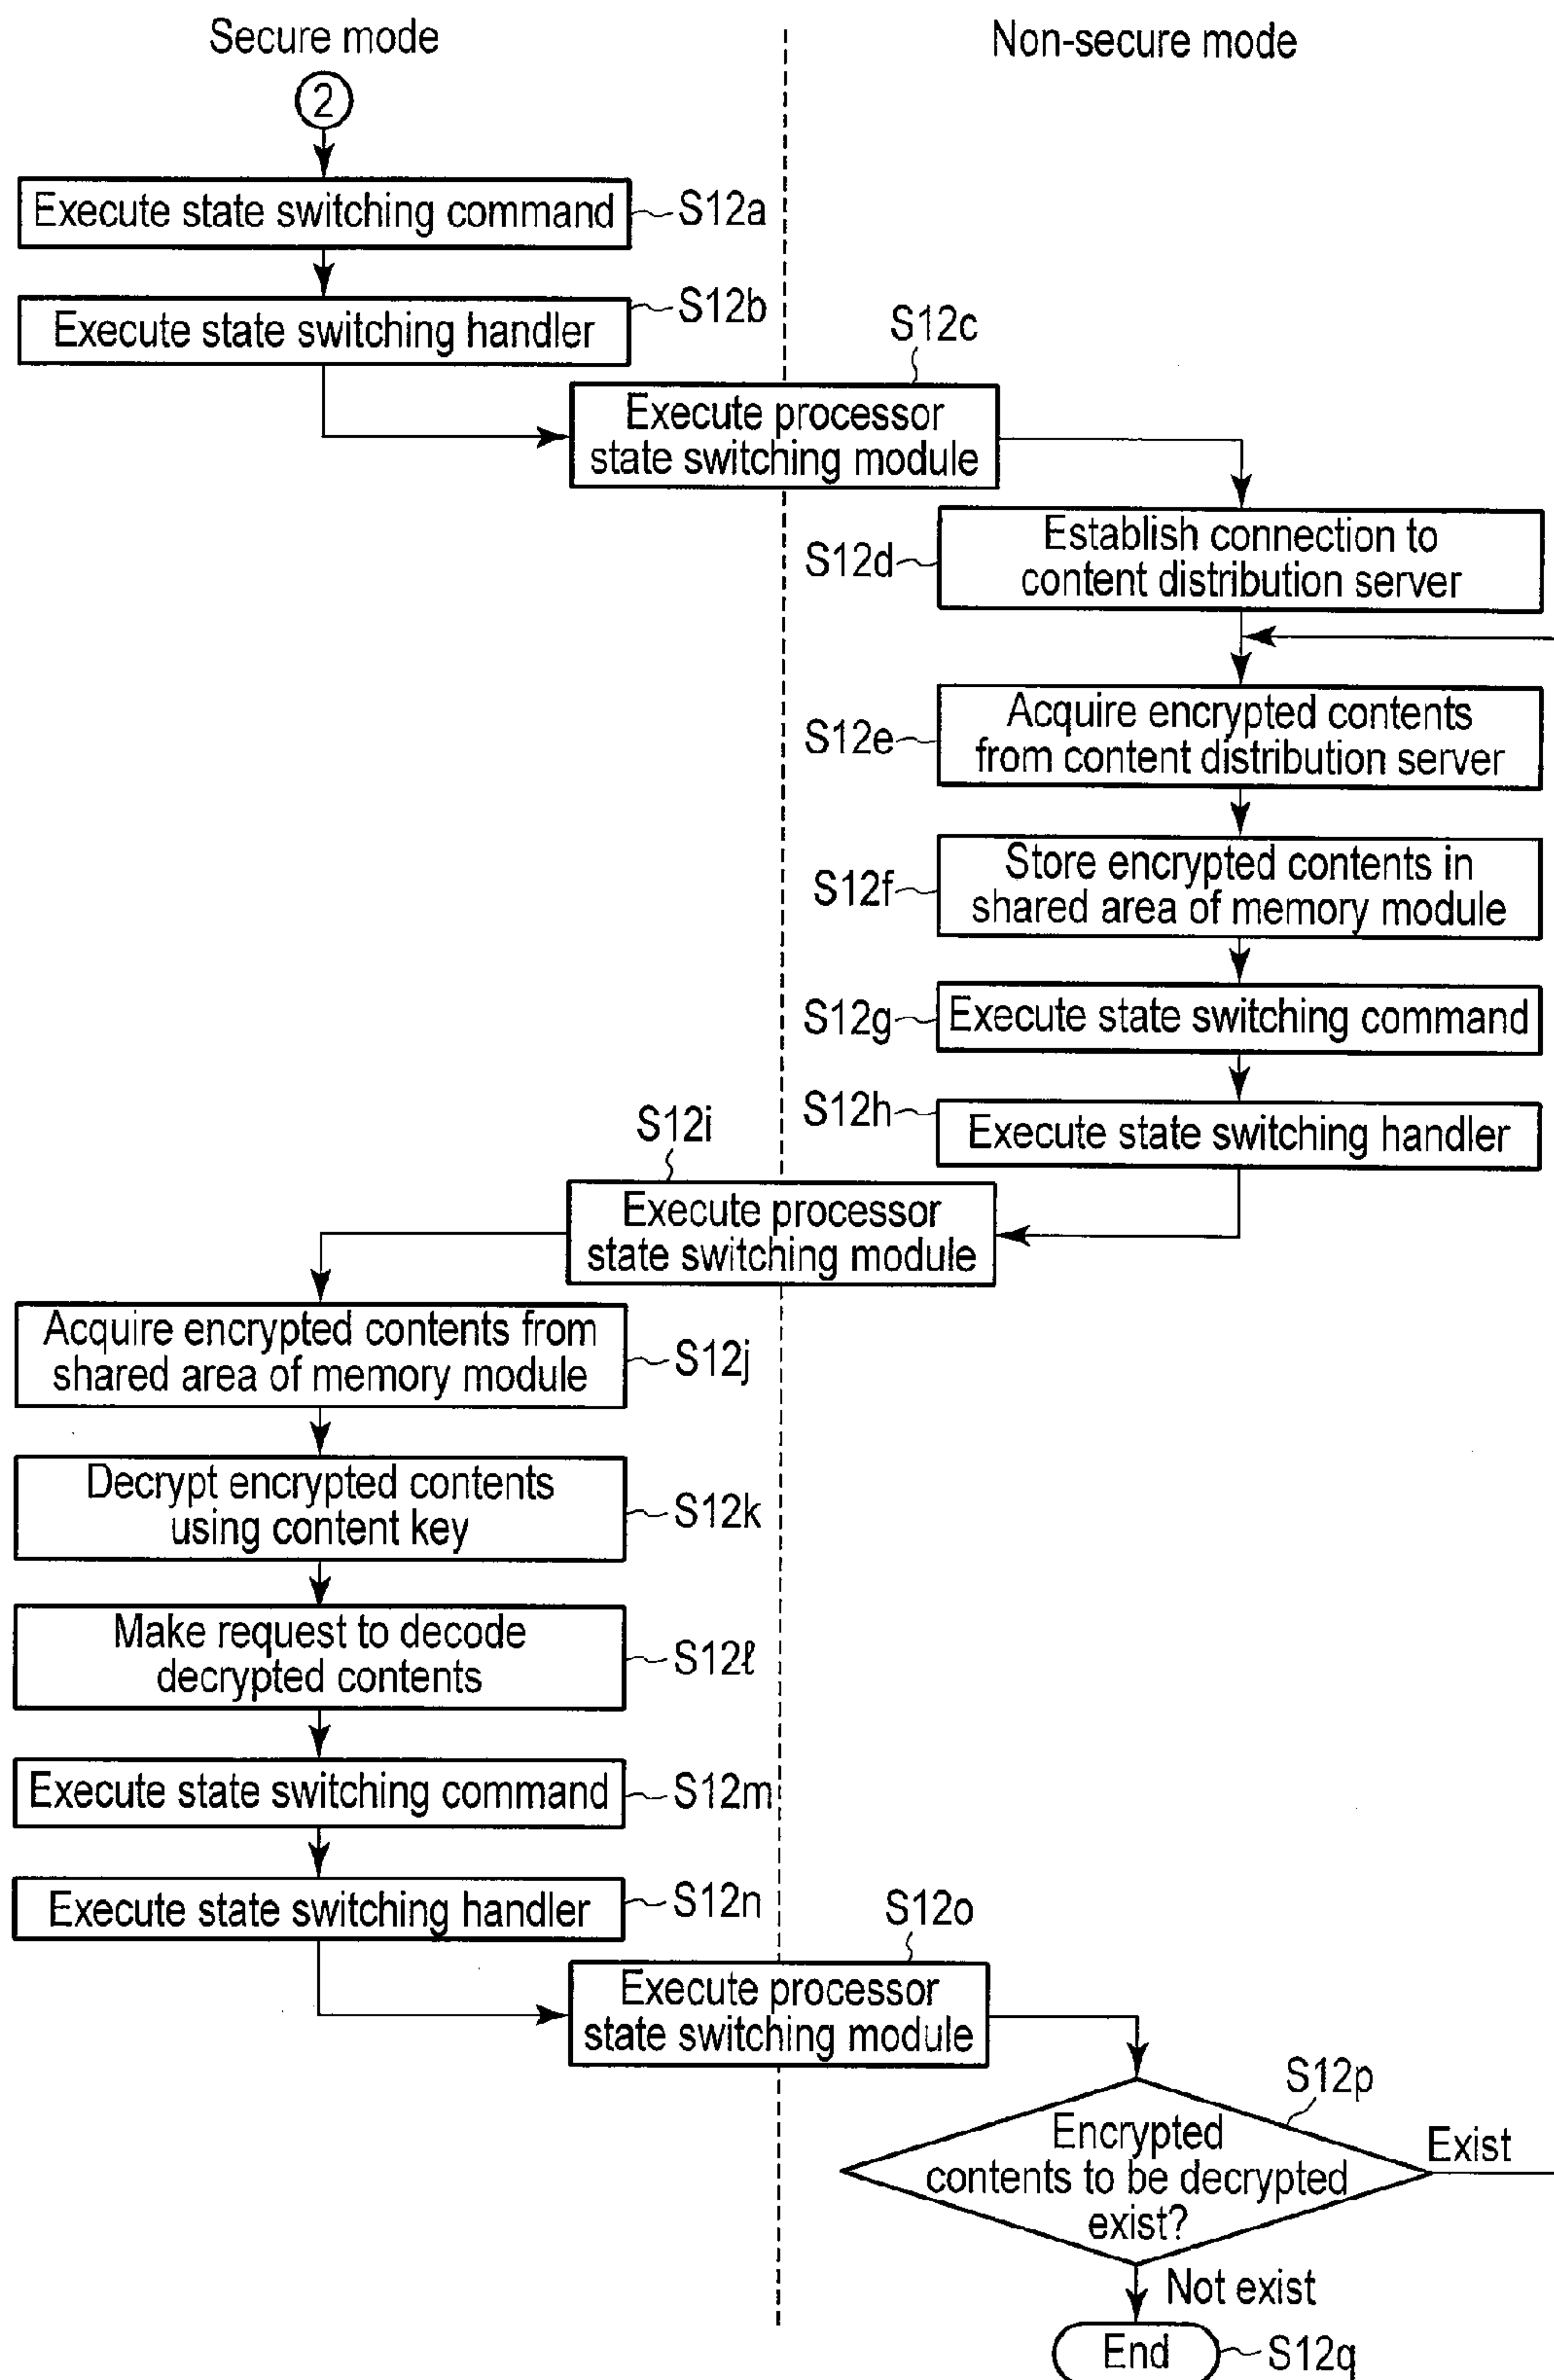 Secure mode
Non-secure mode
2
Execute state switching command
S12a
Execute state switching handler
S12b
S12c
Execute processor
state switching module
Establish connection to
content distribution server
S12d
Acquire encrypted contents
from content distribution server
S12e
Store encrypted contents in
shared area of memory module
S12f
S12g
Execute state switching command
S12h
Execute state switching handler
S12i
Execute processor
state switching module
Acquire encrypted contents from
shared area of memory module
S12j
Decrypt encrypted contents
using content key
S12k
Make request to decode
decrypted contents
S12ℓ
Execute state switching command
S12m
Execute state switching handler
S12n
S12o
Execute processor
state switching module
S12p
Encrypted
contents to be decrypted
exist?
Exist
Not exist
End
S12q